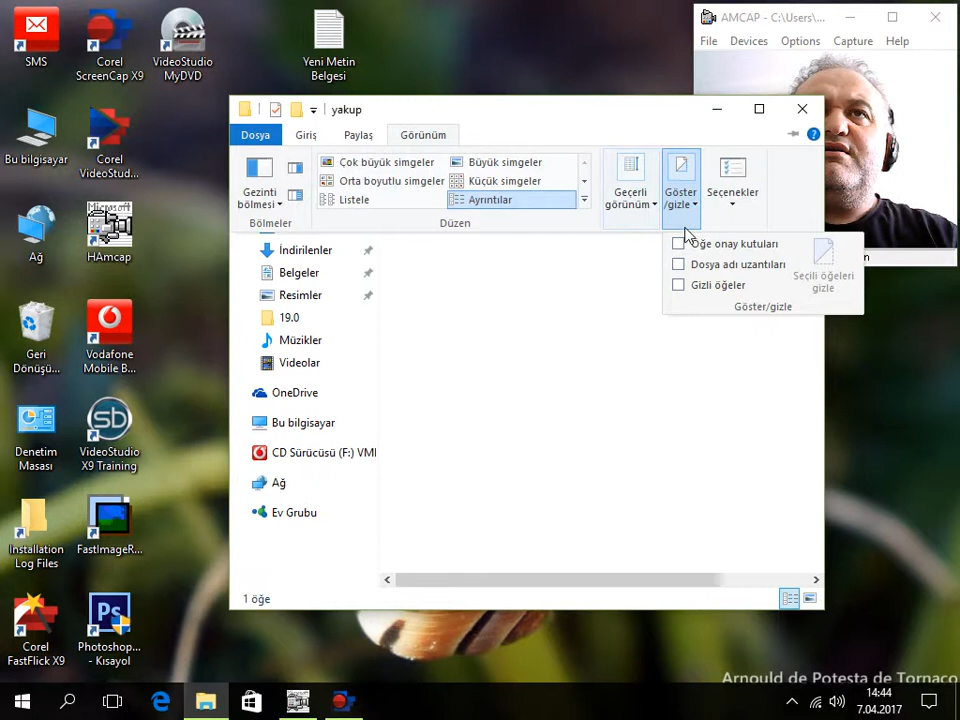 SMS
Corel
ScreenCap X9
VideoStudio
MyDVD
Yeni Metin
Belgesi
AMCAP - C:\Users\...
File Devices Options Capture Help
Bu bilgisayar
Corel
VideoStud...
Ağ
Microsoft
HAmcap
Geri
Dönüşü...
Vodafone
Mobile B...
Denetim
Masası
sb
VideoStudio
X9 Training
Installation
Log Files
FastImageR...
Corel
FastFlick X9
Ps
Photoshop...
- Kısayol
yakup
Dosya Giriş Paylaş Görünüm
Gezinti
bölmesi
Bölmeler
Çok büyük simgeler Büyük simgeler
Orta boyutlu simgeler Küçük simgeler
Listele Ayrıntılar
Düzen
Geçerli
görünüm
Göster
/gizle
Seçenekler
Öğe onay kutuları
Dosya adı uzantıları
Gizli öğeler
Seçili öğeleri
gizle
Göster/gizle
İndirilenler
Belgeler
Resimler
19.0
Müzikler
Videolar
OneDrive
Bu bilgisayar
CD Sürücüsü (F:) VM
Ağ
Ev Grubu
1 öğe
Arnould de Potesta de Tornaco
14:44
7.04.2017